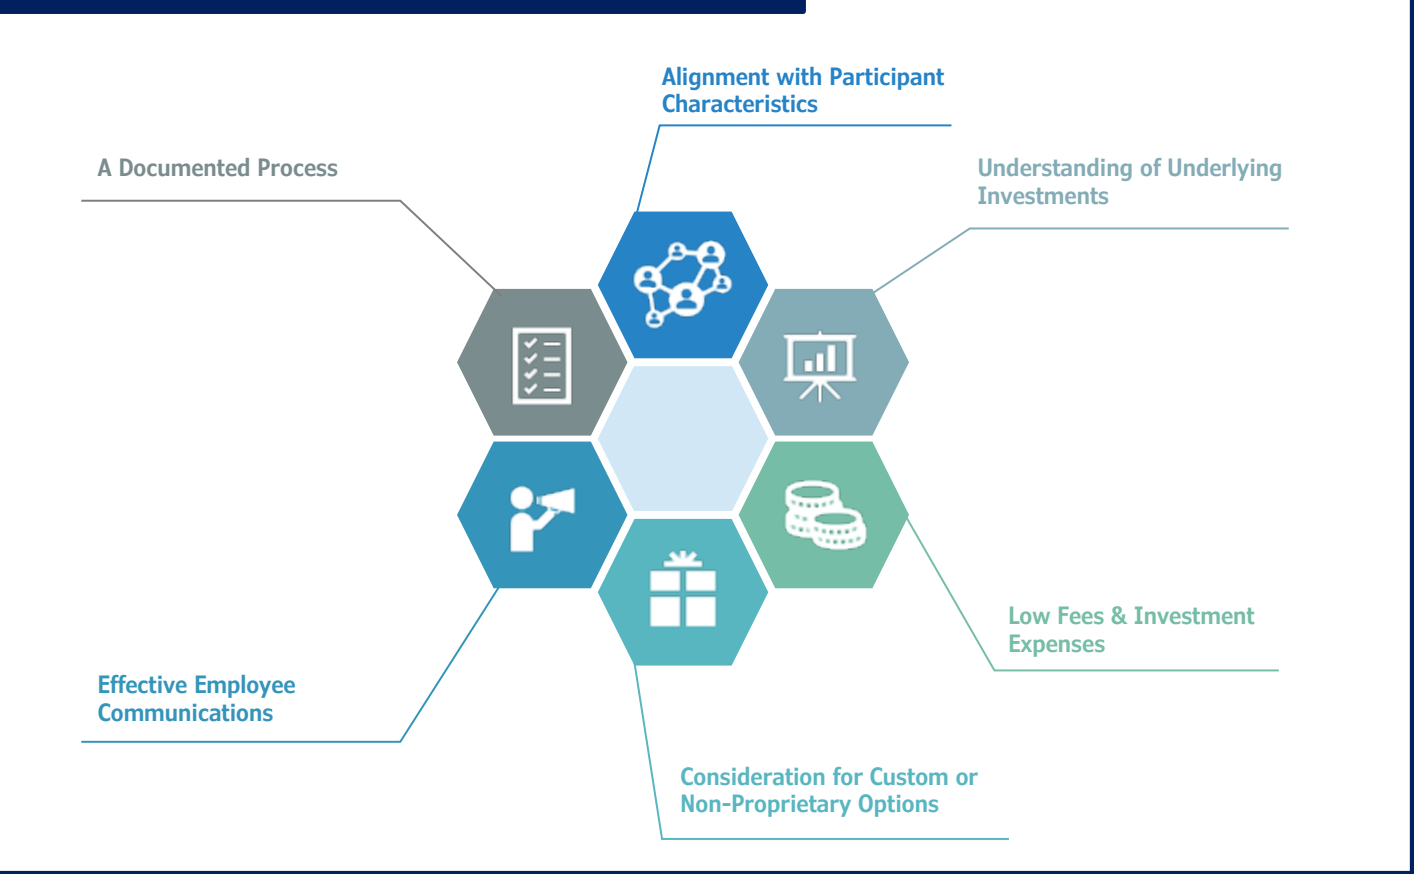 Alignment with Participant
Characteristics
A Documented Process
Understanding of Underlying
Investments
Low Fees & Investment
Expenses
Effective Employee
Communications
Consideration for Custom or
Non-Proprietary Options